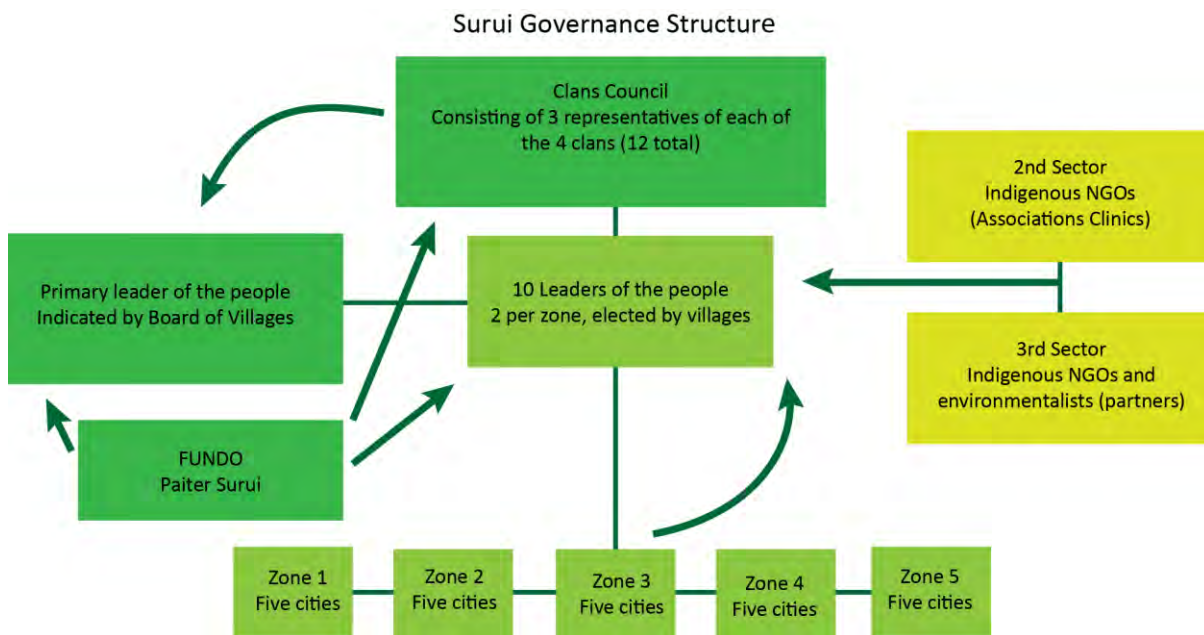 Surui Governance Structure
Clans Council
Consisting of 3 representatives of each of
the 4 clans (12 total)
2nd Sector
Indigenous NGOs
(Associations Clinics)
Primary leader of the people
Indicated by Board of Villages
10 Leaders of the people
2 per zone, elected by villages
3rd Sector
Indigenous NGOs and
environmentalists (partners)
FUNDO
Paiter Surui
Zone 1
Five cities
Zone 2
Five cities
Zone 3
Five cities
Zone 4
Five cities
Zone 5
Five cities